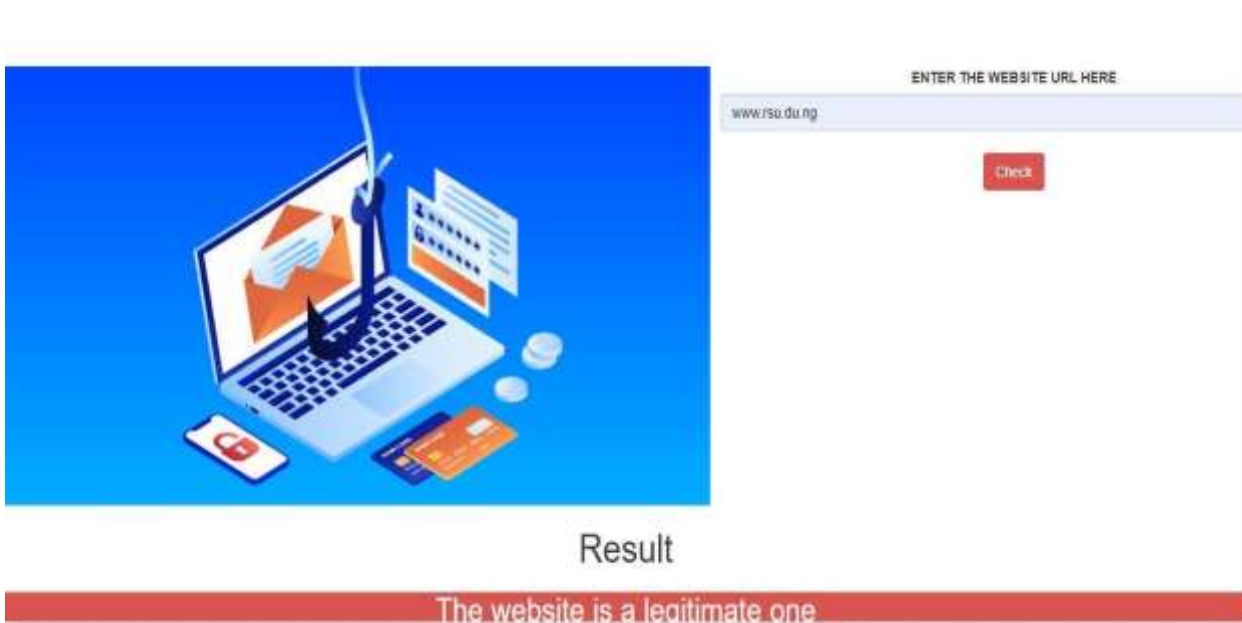 ENTER THE WEBSITE URL HERE
www.rsu.du.ng
Check
Result
The website is a legitimate one